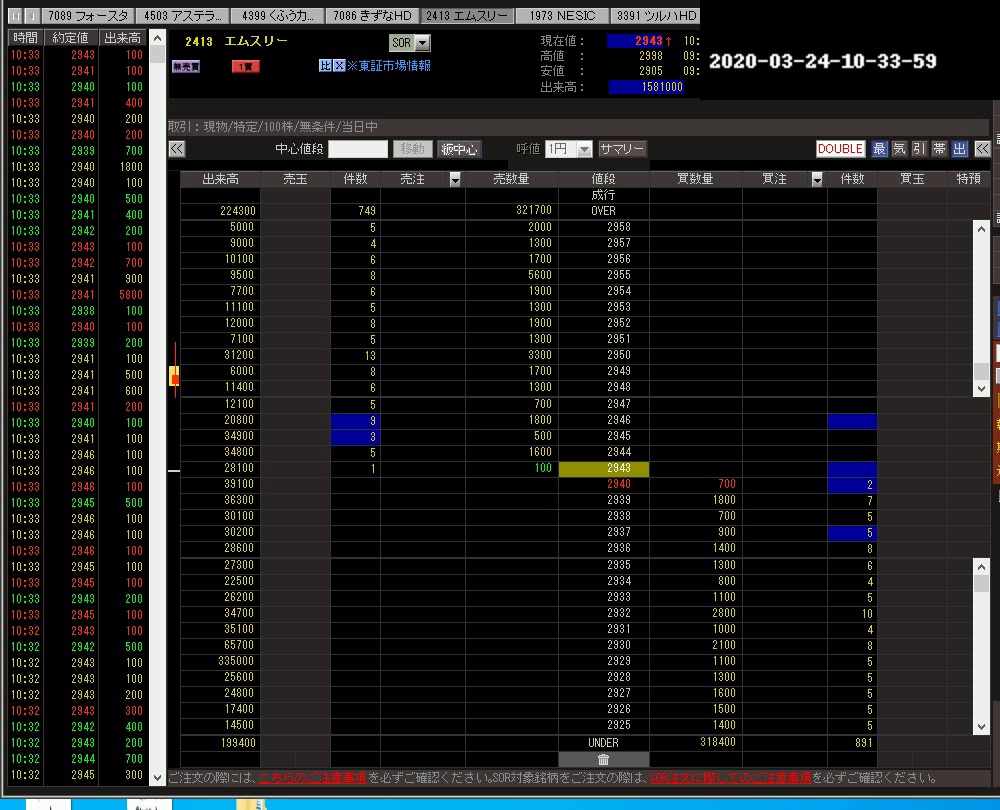 7089 フォースタ 4503 アステラ… 4399 くふうカ… 7086 きずなHD 2413 エムスリー 1973 NESIC 3391 ツルハHD
2413 エムスリー SOR
無売買 1買 比 X ※東証市場情報
現在値： 2943↑ 10:
高値： 2998 03:
安値： 2905 09:
出来高： 1581000
2020-03-24-10-33-59
時間 約定値 出来高
10:33 2943 100
10:33 2941 100
10:33 2940 100
10:33 2941 400
10:33 2940 200
10:33 2940 200
10:33 2939 700
10:33 2940 1800
10:33 2940 100
10:33 2940 500
10:33 2941 400
10:33 2942 200
10:33 2943 100
10:33 2942 700
10:33 2941 900
10:33 2941 5800
10:33 2938 100
10:33 2940 100
10:33 2939 200
10:33 2941 100
10:33 2941 500
10:33 2941 600
10:33 2941 200
10:33 2940 100
10:33 2941 100
10:33 2946 100
10:33 2946 100
10:33 2946 100
10:33 2945 500
10:33 2946 100
10:33 2946 100
10:33 2946 100
10:33 2945 100
10:33 2945 100
10:33 2943 200
10:33 2945 100
10:32 2943 100
10:32 2942 500
10:32 2943 100
10:32 2943 100
10:32 2943 200
10:32 2943 300
10:32 2942 400
10:32 2943 200
10:32 2944 700
10:32 2945 300
取引：現物/特定/100株/無条件/当日中
中心値段 移動 板中心 呼値 1円 サマリー DOUBLE 最 気 引 帯 出
出来高 売玉 件数 売注 売数量 値段 買数量 買注 件数 買玉 特預
成行
224300 749 321700 OVER
5000 5 2000 2958
9000 4 1300 2957
10100 6 1700 2956
9500 8 5600 2955
7700 6 1900 2954
11100 5 1300 2953
12000 8 1900 2952
7100 5 1300 2951
31200 13 3300 2950
6000 8 1700 2949
11400 6 1300 2948
12100 5 700 2947
20800 9 1800 2946
34900 3 500 2945
34800 5 1600 2944
28100 1 100 2943
39100 2940 700 2
36300 2939 1800 7
30100 2938 700 5
30200 2937 900 5
28600 2936 1400 8
27300 2935 1300 6
22500 2934 800 4
26200 2933 1100 5
34700 2932 2800 10
35100 2931 1000 4
65700 2930 2100 8
335000 2929 1100 5
25600 2928 1300 5
24800 2927 1600 5
17400 2926 1500 5
14500 2925 1400 5
199400 UNDER 318400 891
ご注文の際には、こちらのご注意事項を必ずご確認ください。SOR対象銘柄をご注文の際は、SOR注文に際してのご注意事項を必ずご確認ください。